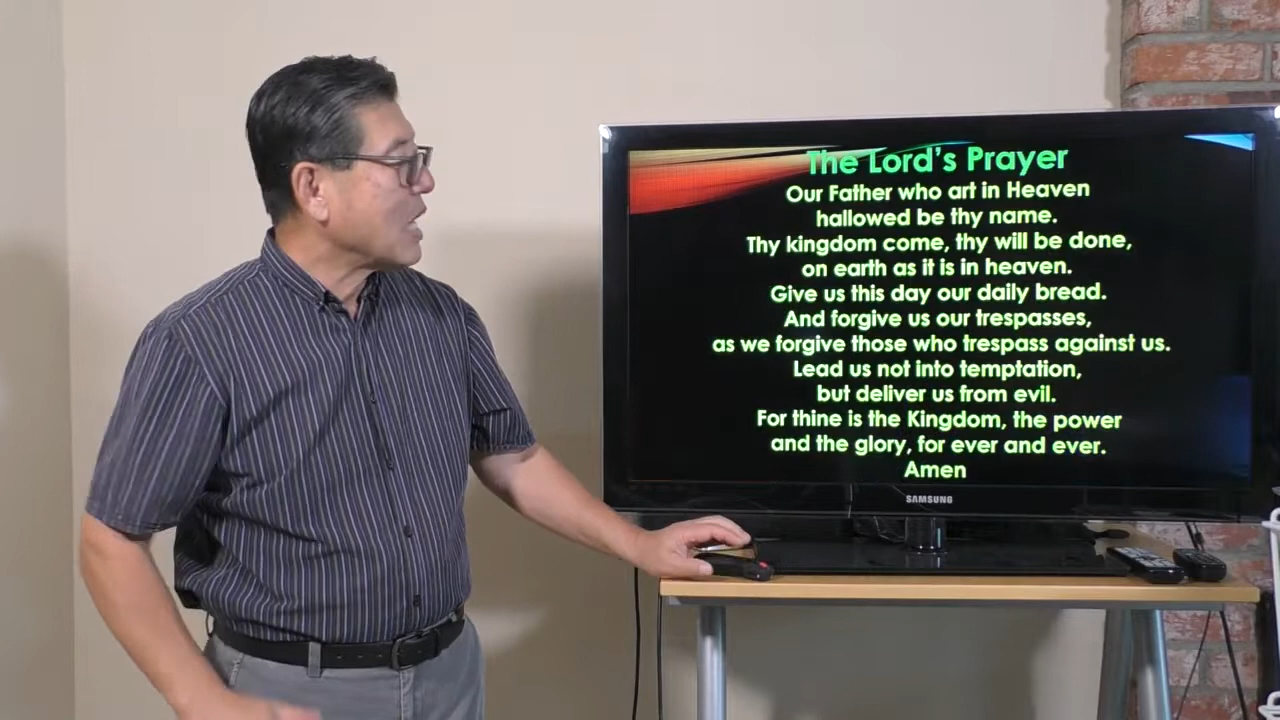 The Lord's Prayer
Our Father who art in Heaven
hallowed be thy name.
Thy kingdom come, thy will be done,
on earth as it is in heaven.
Give us this day our daily bread.
And forgive us our trespasses,
as we forgive those who trespass against us.
Lead us not into temptation,
but deliver us from evil.
For thine is the Kingdom, the power
and the glory, for ever and ever.
Amen
SAMSUNG